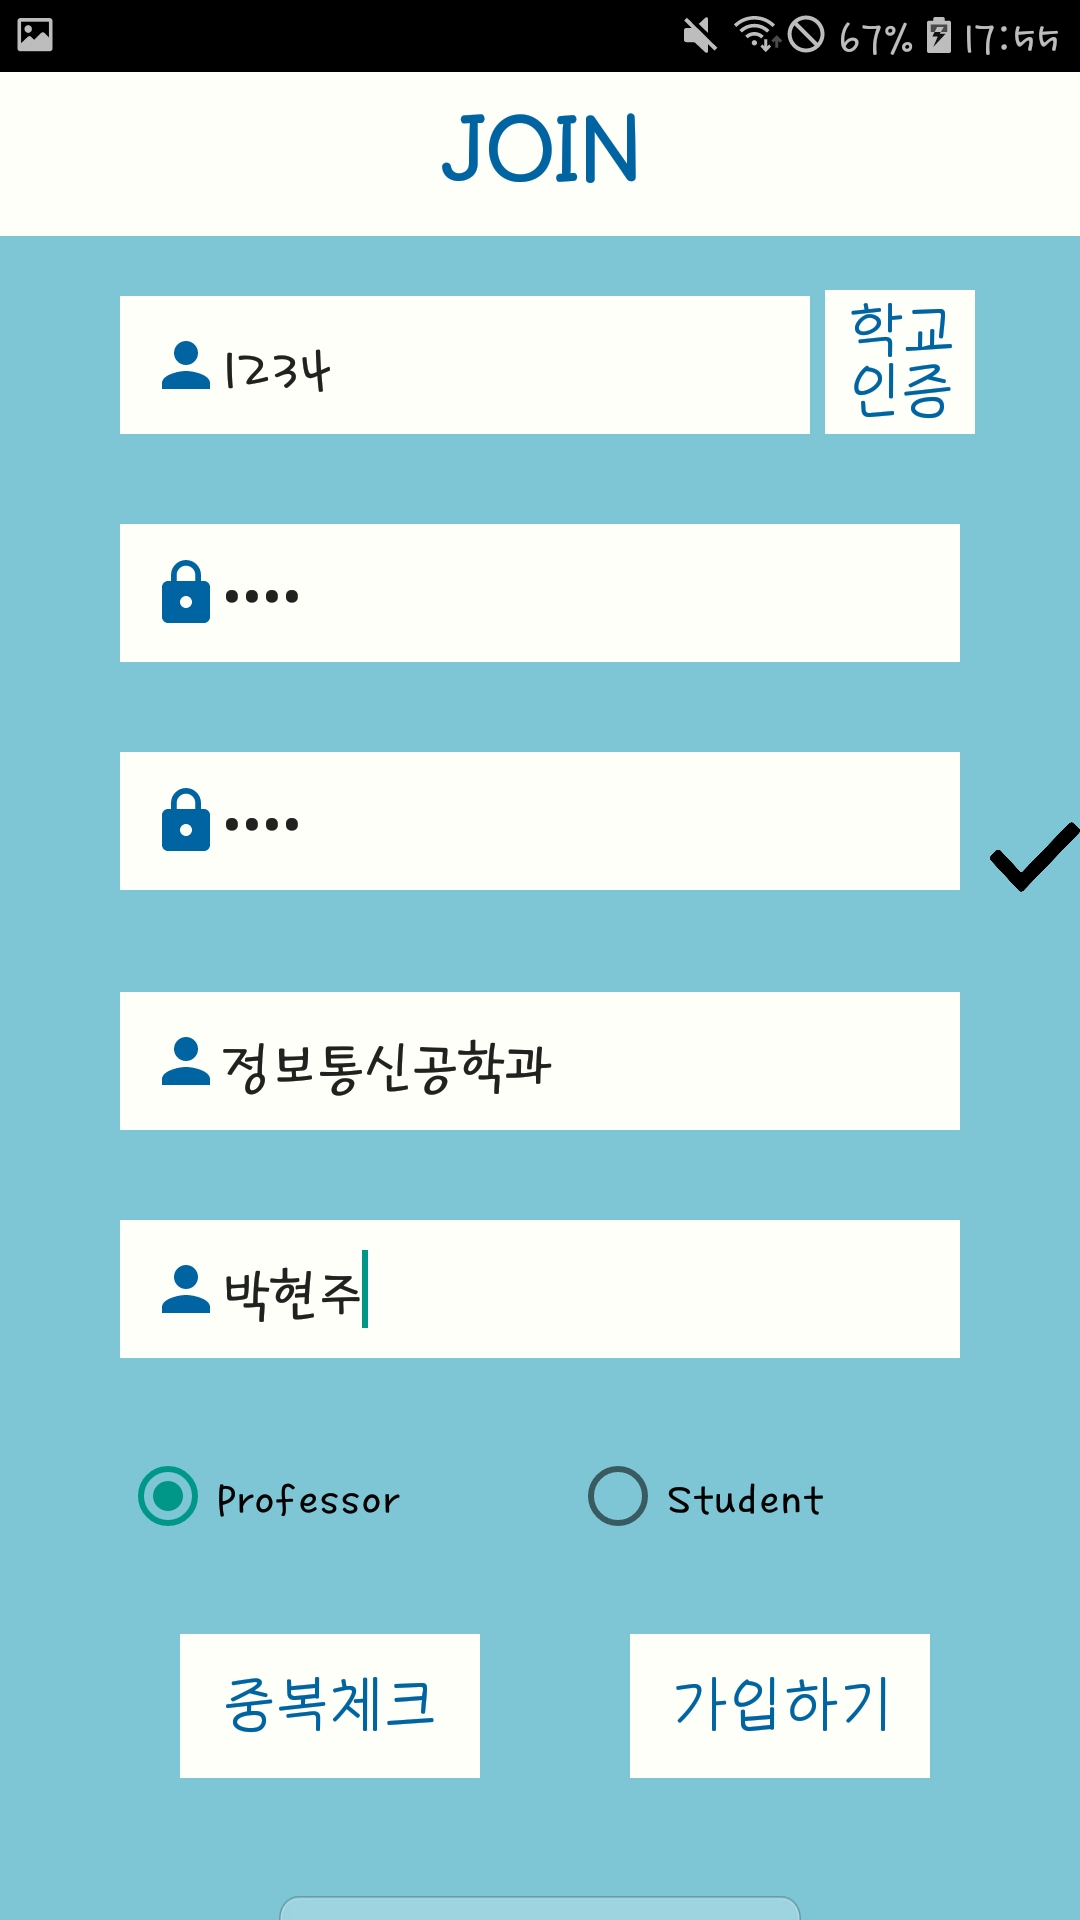 67% 17:55
JOIN
1234
학교
인증
••••
••••
정보통신공학과
박현주
Professor
Student
중복체크
가입하기